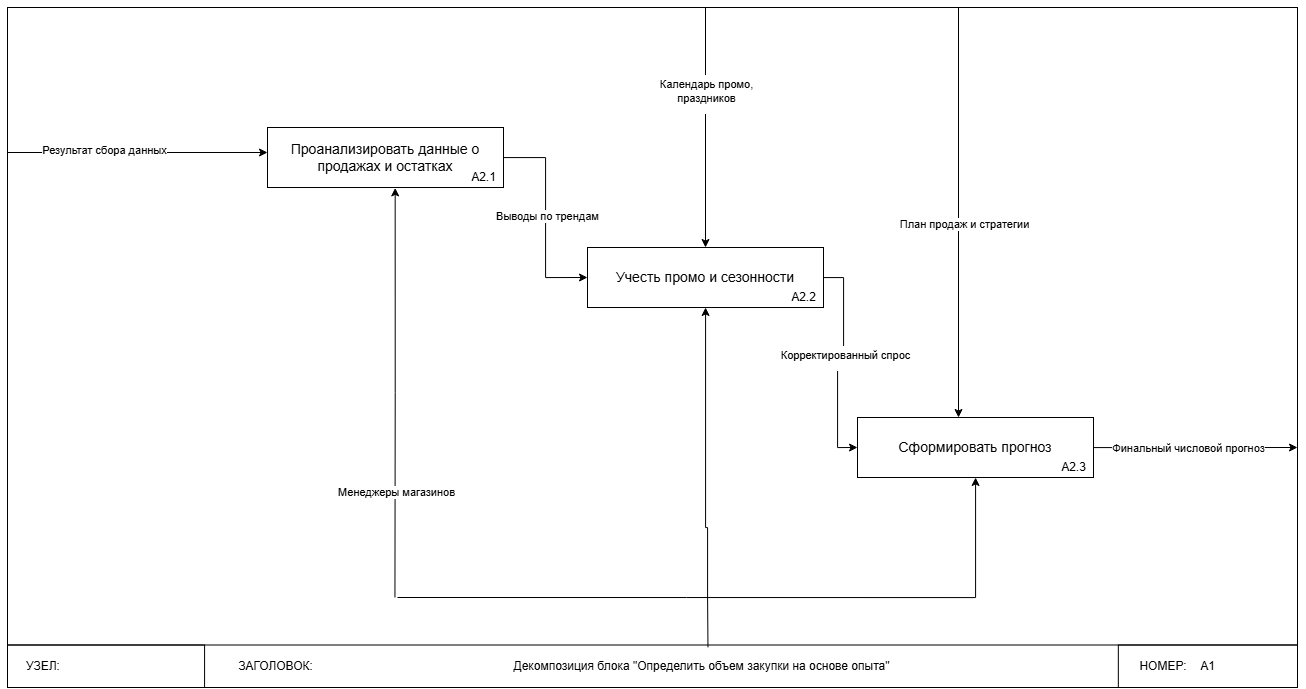 Календарь промо,
праздников
Результат сбора данных
Проанализировать данные о
продажах и остатках
A2.1
Выводы по трендам
План продаж и стратегии
Учесть промо и сезонности
A2.2
Корректированный спрос
Сформировать прогноз
A2.3
Финальный числовой прогноз
Менеджеры магазинов
УЗЕЛ:
ЗАГОЛОВОК:
Декомпозиция блока "Определить объем закупки на основе опыта"
НОМЕР: А1